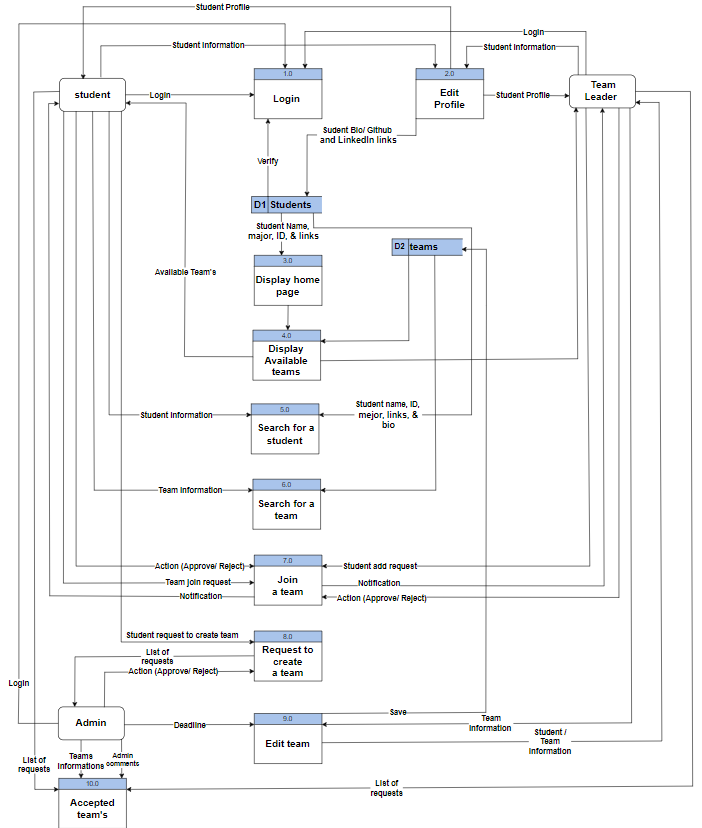 Student Profile
Login
Student Information
Student Information
1.0
Login
2.0
Edit
Profile
student
Login
Student Profile
Team
Leader
Sudent Bio/ Github
and LinkedIn links
Verify
D1 Students
Student Name,
major, ID, & links
D2 teams
3.0
Display home
page
Available Team's
4.0
Display
Available
teams
5.0
Search for a
student
Student Information
Student name, ID,
mejor, links, &
bio
6.0
Search for a
team
Team Information
7.0
Join
a team
Action (Approve/ Reject)
Student add request
Team join request
Notification
Notification
Action (Approve/ Reject)
8.0
Request to
create
a team
Student request to create team
List of
requests
Action (Approve/ Reject)
Login
Admin
Deadline
9.0
Edit team
Save
Team
Information
Student /
Team
Information
List of
requests
Teams
Informations
Admin
comments
10.0
Accepted
team's
List of
requests